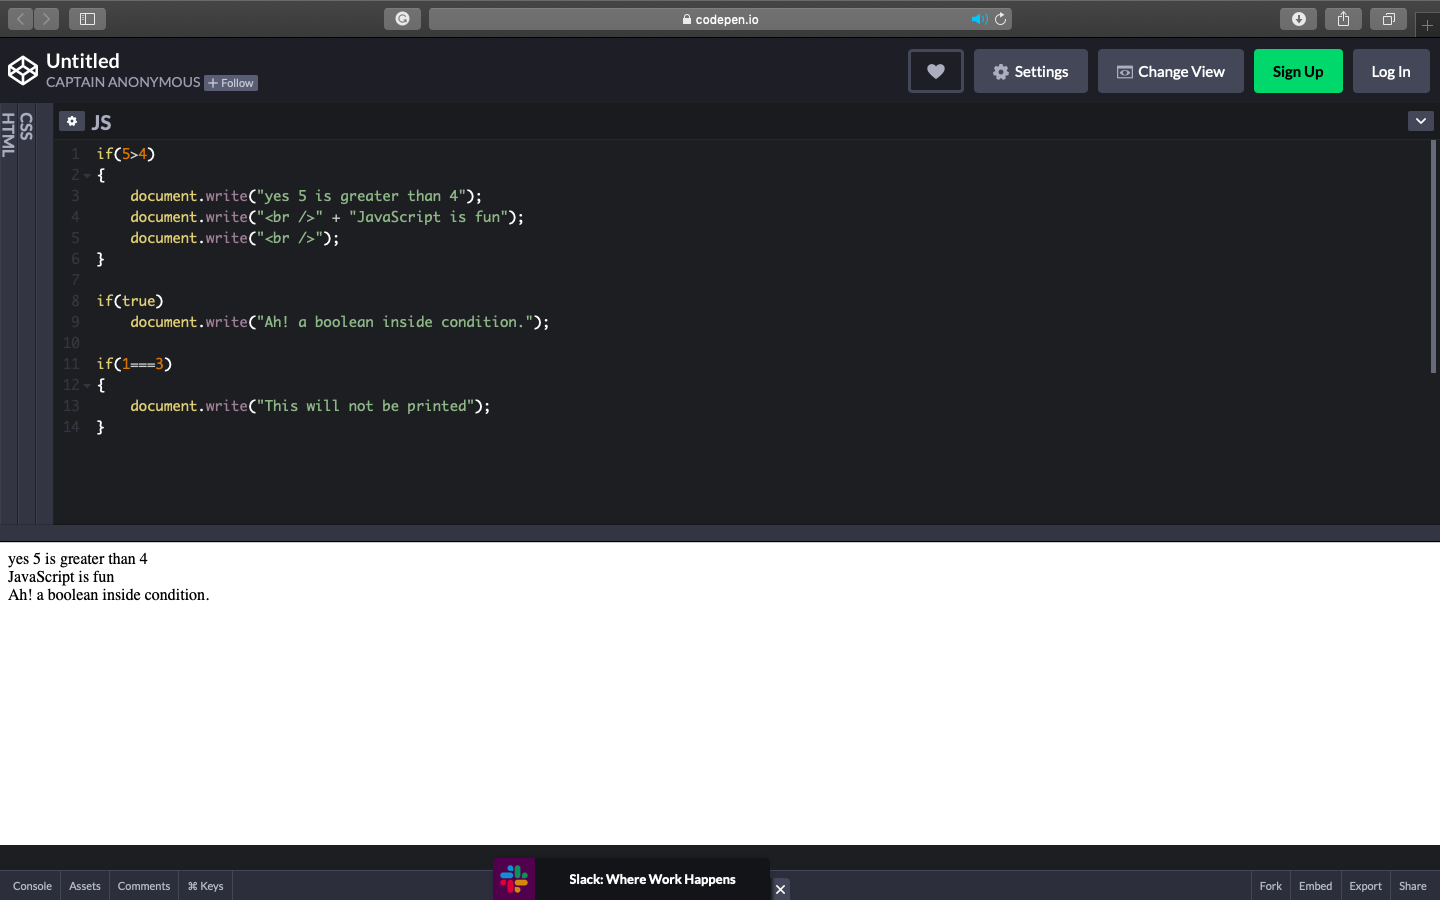 codepen.io
Untitled
CAPTAIN ANONYMOUS + Follow
Settings
Change View
Sign Up
Log In
HTML
CSS
JS
1 if(5>4)
2 {
3 document.write("yes 5 is greater than 4");
4 document.write("<br />" + "JavaScript is fun");
5 document.write("<br />");
6 }
7
8 if(true)
9 document.write("Ah! a boolean inside condition.");
10
11 if(1===3)
12 {
13 document.write("This will not be printed");
14 }
yes 5 is greater than 4
JavaScript is fun
Ah! a boolean inside condition.
Console
Assets
Comments
⌘ Keys
Slack: Where Work Happens
Fork
Embed
Export
Share